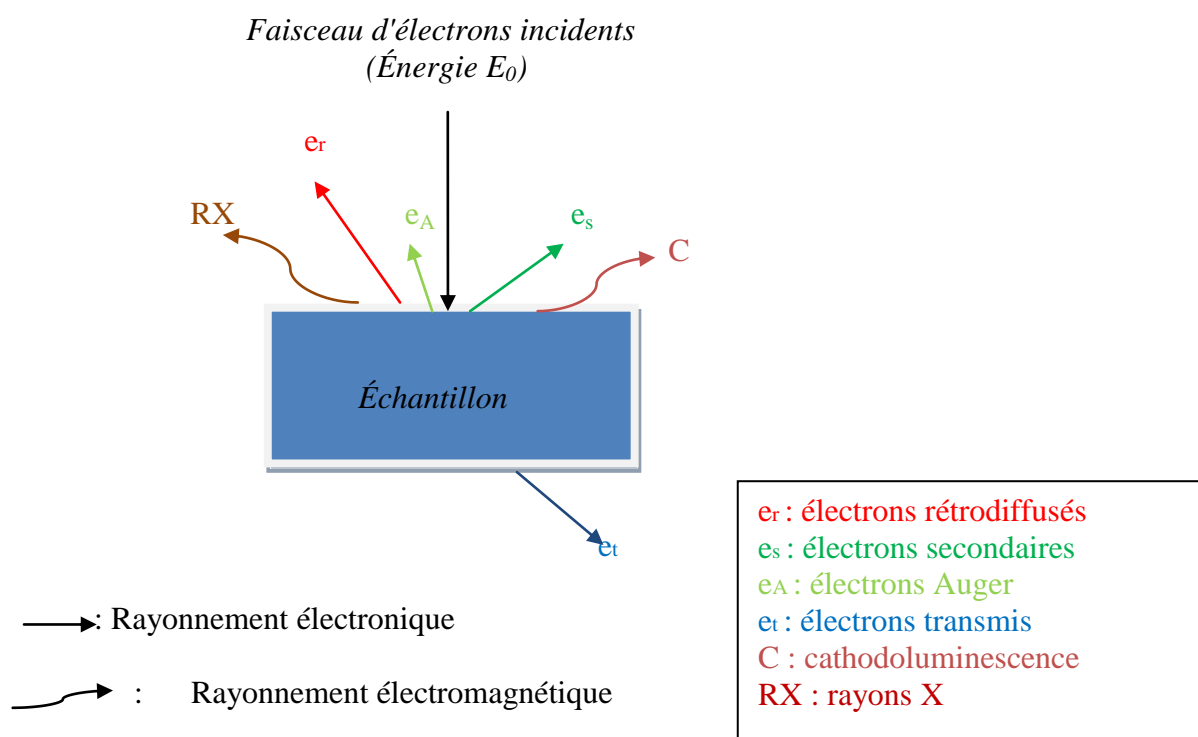 Faisceau d'électrons incidents
(Énergie E0)
er
RX
eA
es
C
Échantillon
et
: Rayonnement électronique
: Rayonnement électromagnétique
er : électrons rétrodiffusés
es : électrons secondaires
eA : électrons Auger
et : électrons transmis
C : cathodoluminescence
RX : rayons X